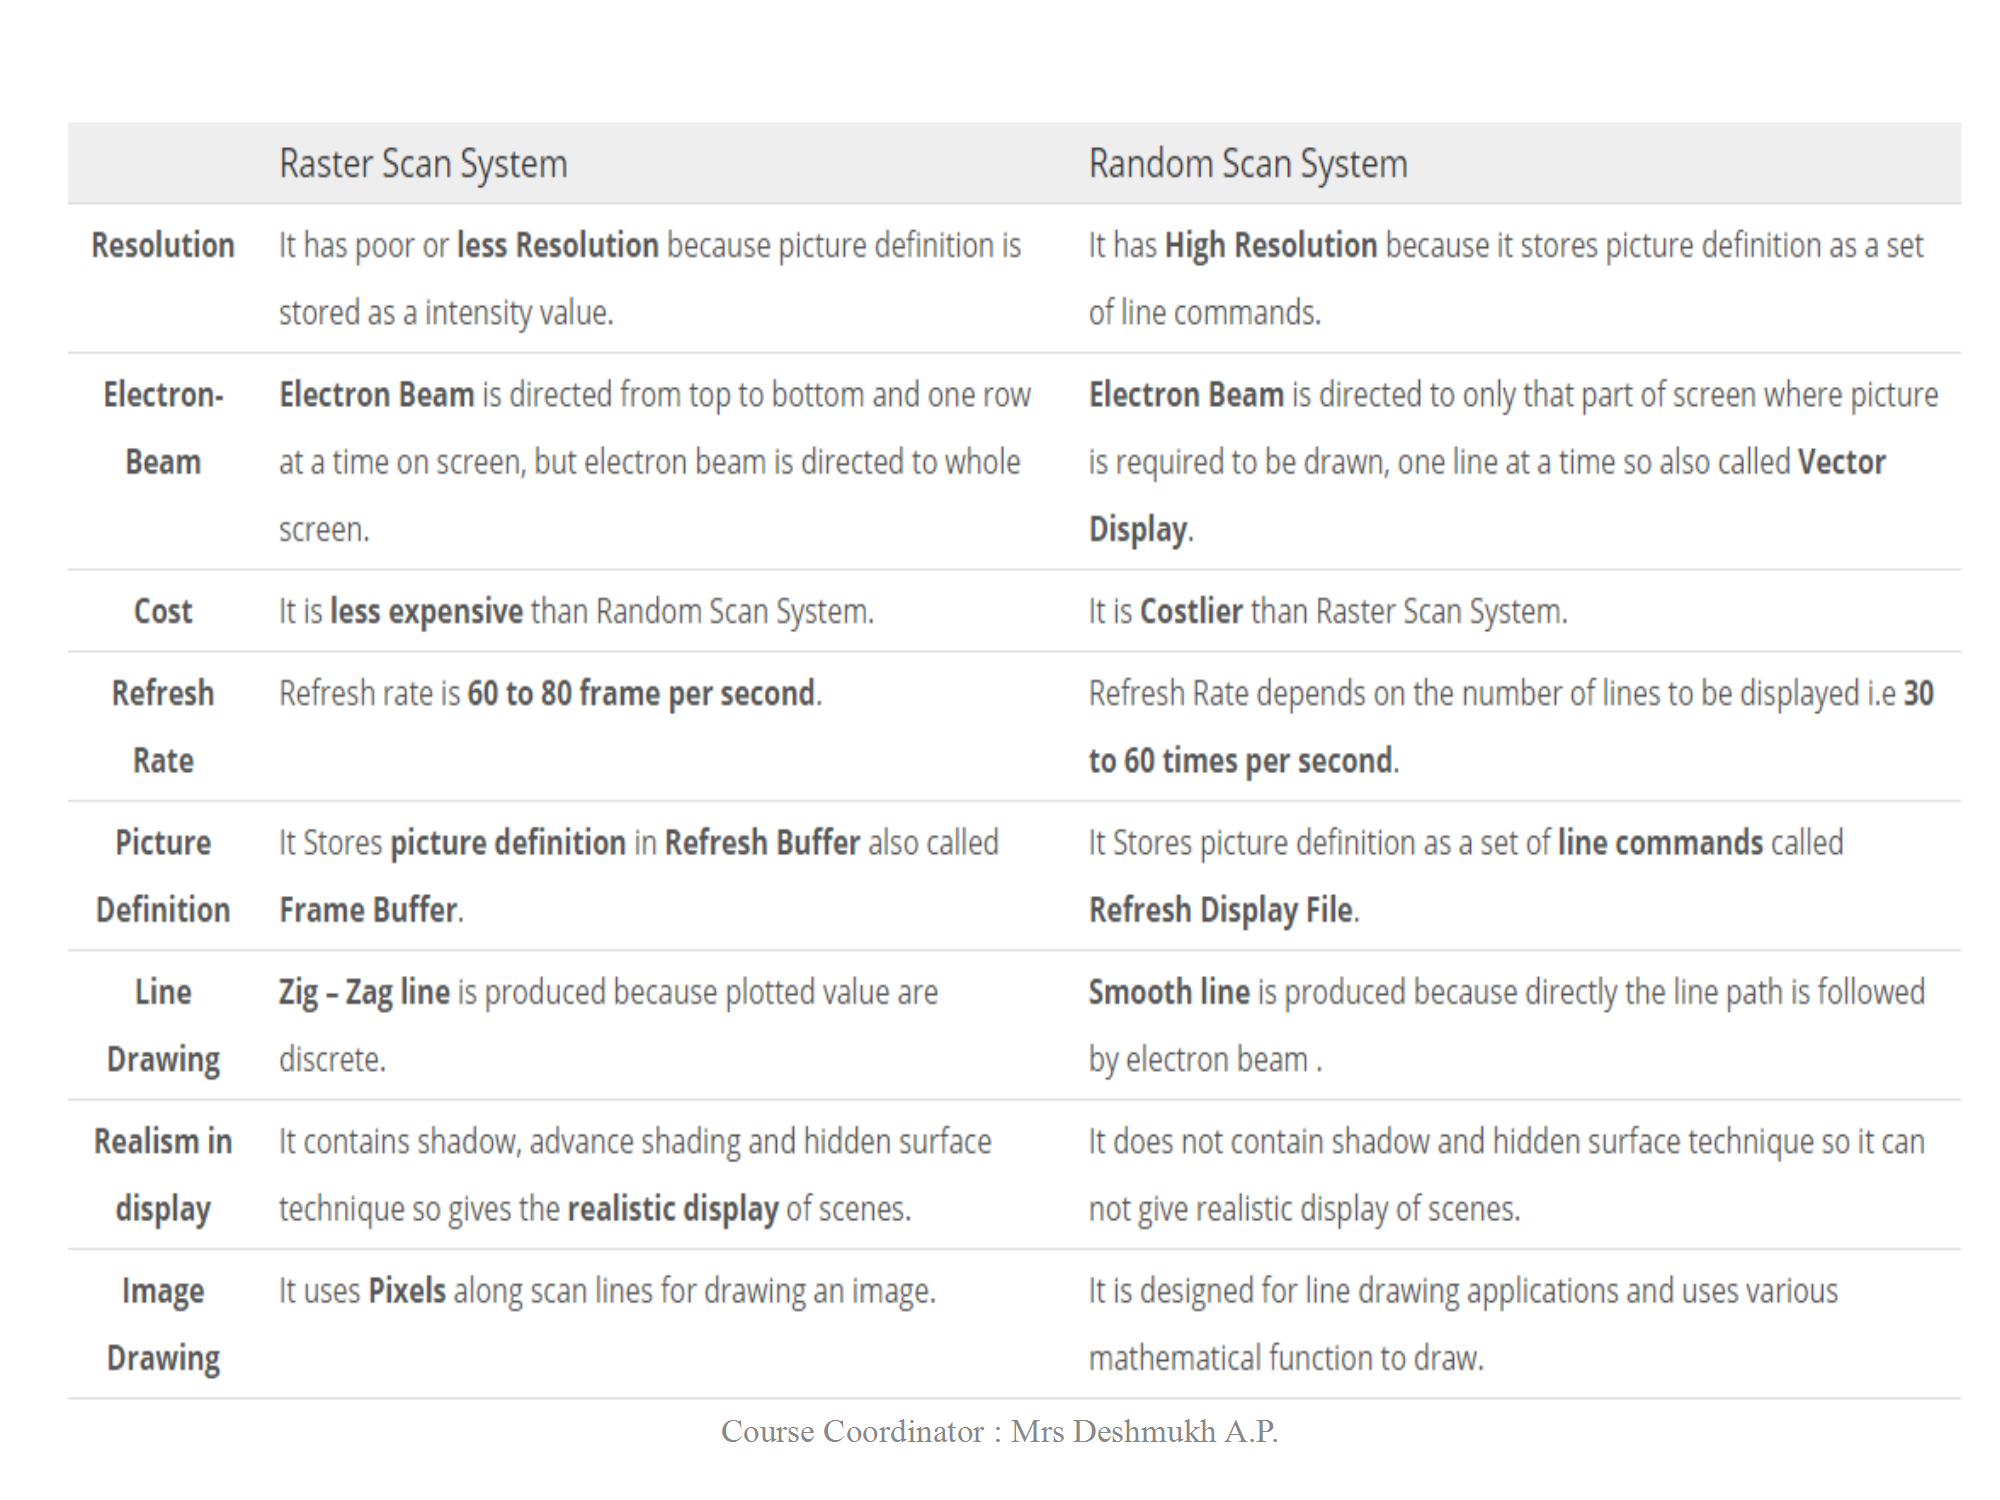 Raster Scan System Random Scan System
Resolution It has poor or less Resolution because picture definition is It has High Resolution because it stores picture definition as a set
stored as a intensity value. of line commands.
Electron- Electron Beam is directed from top to bottom and one row Electron Beam is directed to only that part of screen where picture
Beam at a time on screen, but electron beam is directed to whole is required to be drawn, one line at a time so also called Vector
screen. Display.
Cost It is less expensive than Random Scan System. It is Costlier than Raster Scan System.
Refresh Refresh rate is 60 to 80 frame per second. Refresh Rate depends on the number of lines to be displayed i.e 30
Rate to 60 times per second.
Picture It Stores picture definition in Refresh Buffer also called It Stores picture definition as a set of line commands called
Definition Frame Buffer. Refresh Display File.
Line Zig – Zag line is produced because plotted value are Smooth line is produced because directly the line path is followed
Drawing discrete. by electron beam .
Realism in It contains shadow, advance shading and hidden surface It does not contain shadow and hidden surface technique so it can
display technique so gives the realistic display of scenes. not give realistic display of scenes.
Image It uses Pixels along scan lines for drawing an image. It is designed for line drawing applications and uses various
Drawing mathematical function to draw.
Course Coordinator : Mrs Deshmukh A.P.